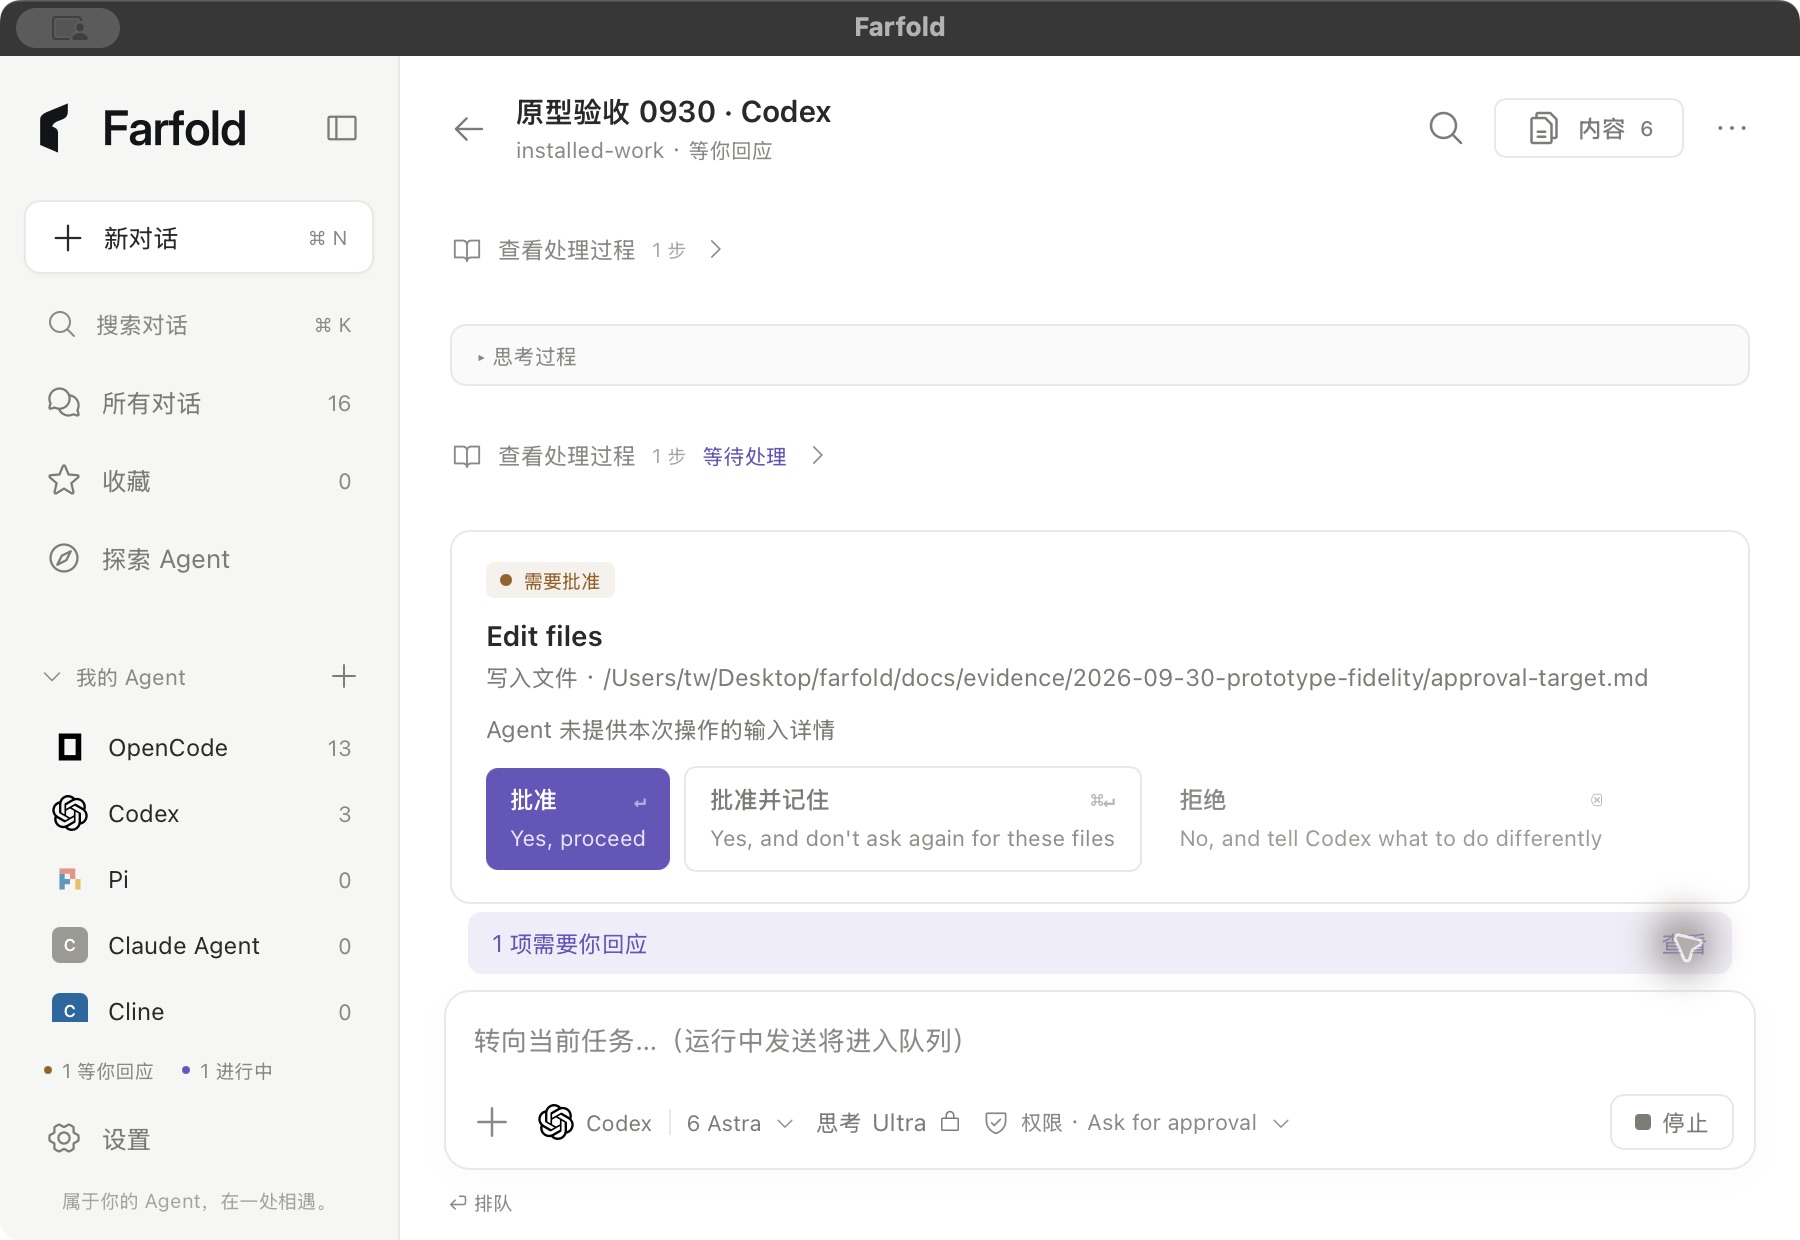 Farfold
Farfold
新对话 ⌘ N
搜索对话 ⌘ K
所有对话 16
收藏 0
探索 Agent
我的 Agent
OpenCode 13
Codex 3
Pi 0
C Claude Agent 0
C Cline 0
1 等你回应 1 进行中
设置
属于你的 Agent，在一处相遇。
原型验收 0930 · Codex
installed-work · 等你回应
内容 6
查看处理过程 1 步
思考过程
查看处理过程 1 步 等待处理
需要批准
Edit files
写入文件 · /Users/tw/Desktop/farfold/docs/evidence/2026-09-30-prototype-fidelity/approval-target.md
Agent 未提供本次操作的输入详情
批准 ↵
Yes, proceed
批准并记住 ⌘↵
Yes, and don't ask again for these files
拒绝 ⌫
No, and tell Codex what to do differently
1 项需要你回应 查看
转向当前任务...（运行中发送将进入队列）
Codex 6 Astra 思考 Ultra 权限 · Ask for approval 停止
排队